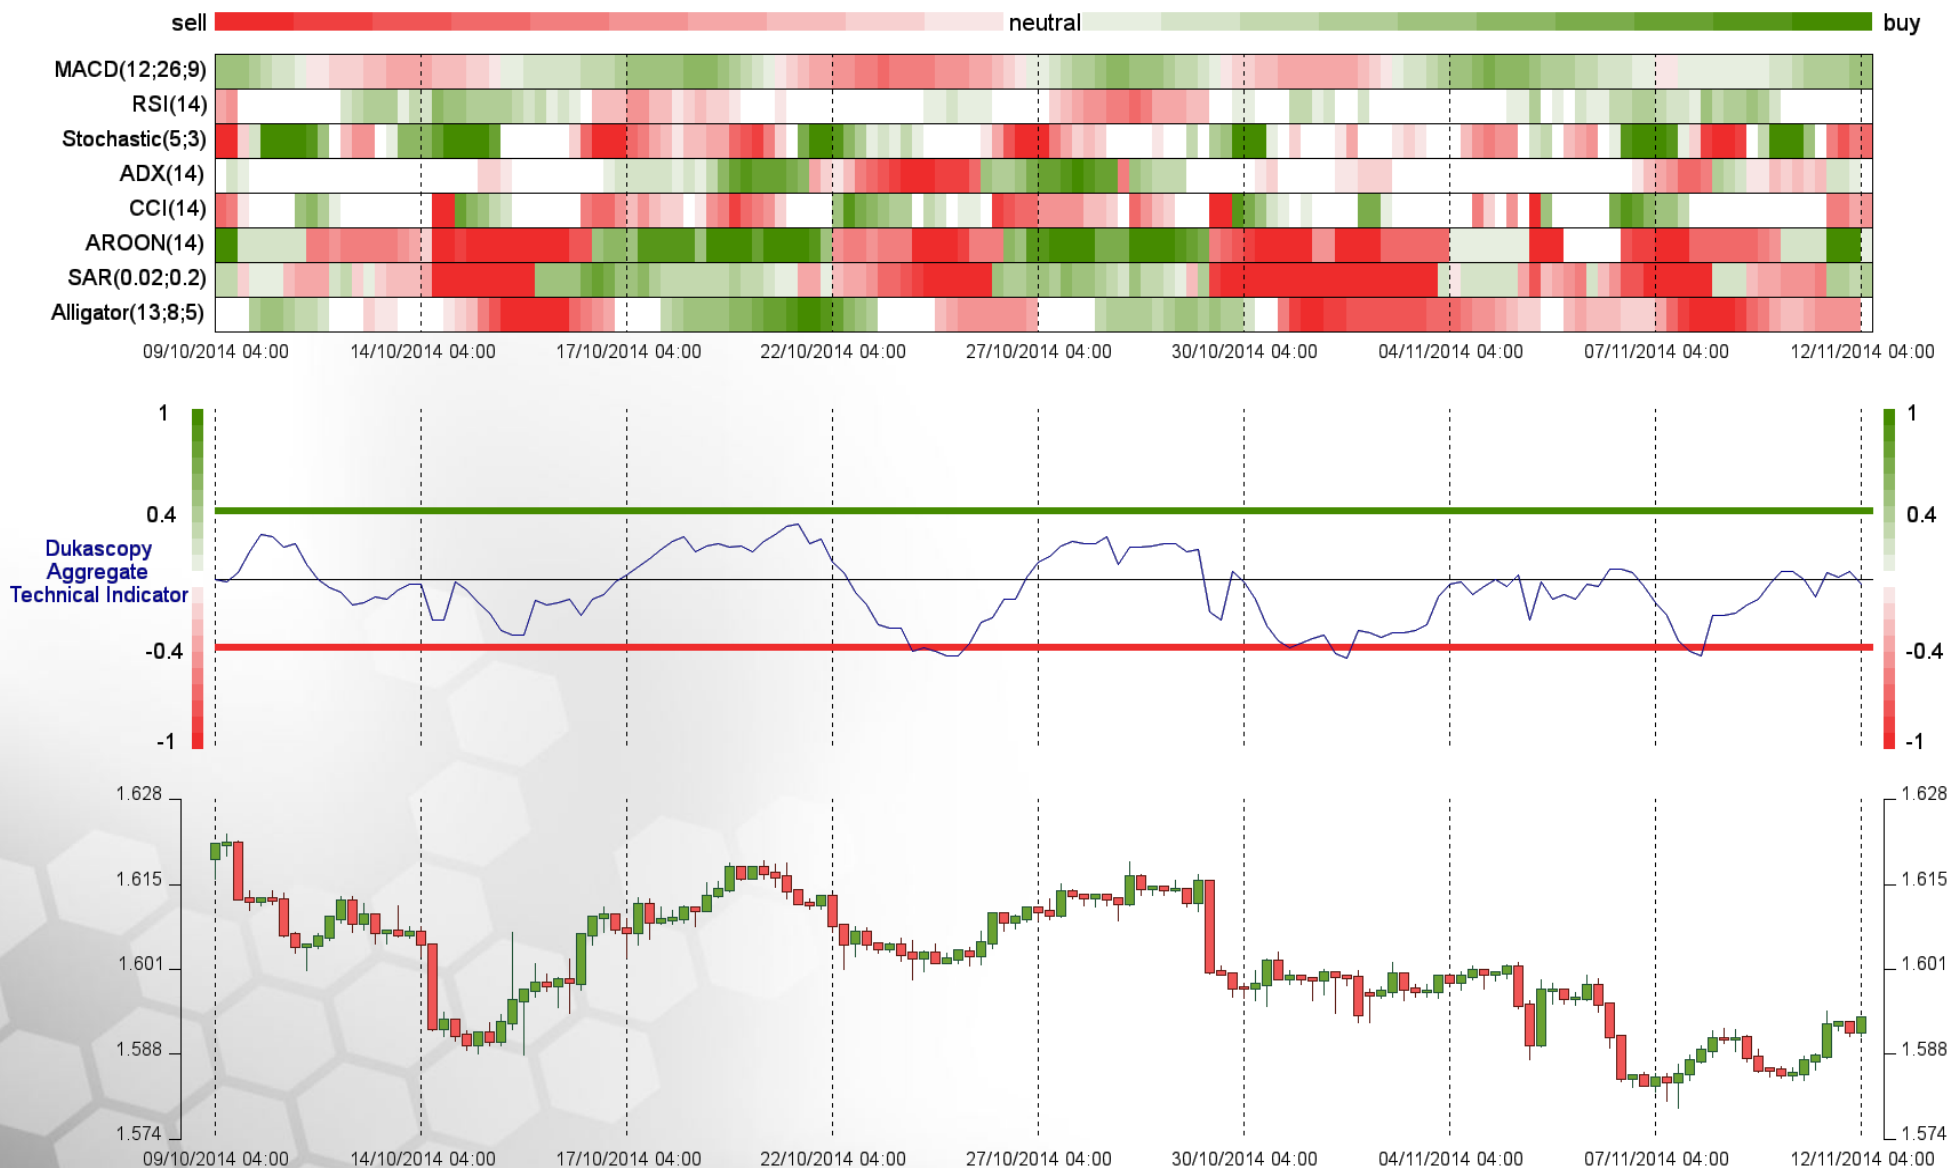 sell neutral buy
MACD(12;26;9)
RSI(14)
Stochastic(5;3)
ADX(14)
CCI(14)
AROON(14)
SAR(0.02;0.2)
Alligator(13;8;5)
09/10/2014 04:00 14/10/2014 04:00 17/10/2014 04:00 22/10/2014 04:00 27/10/2014 04:00 30/10/2014 04:00 04/11/2014 04:00 07/11/2014 04:00 12/11/2014 04:00
1 1
0.4 0.4
Dukascopy
Aggregate
Technical Indicator
-0.4 -0.4
-1 -1
1.628 1.628
1.615 1.615
1.601 1.601
1.588 1.588
1.574 1.574
09/10/2014 04:00 14/10/2014 04:00 17/10/2014 04:00 22/10/2014 04:00 27/10/2014 04:00 30/10/2014 04:00 04/11/2014 04:00 07/11/2014 04:00 12/11/2014 04:00